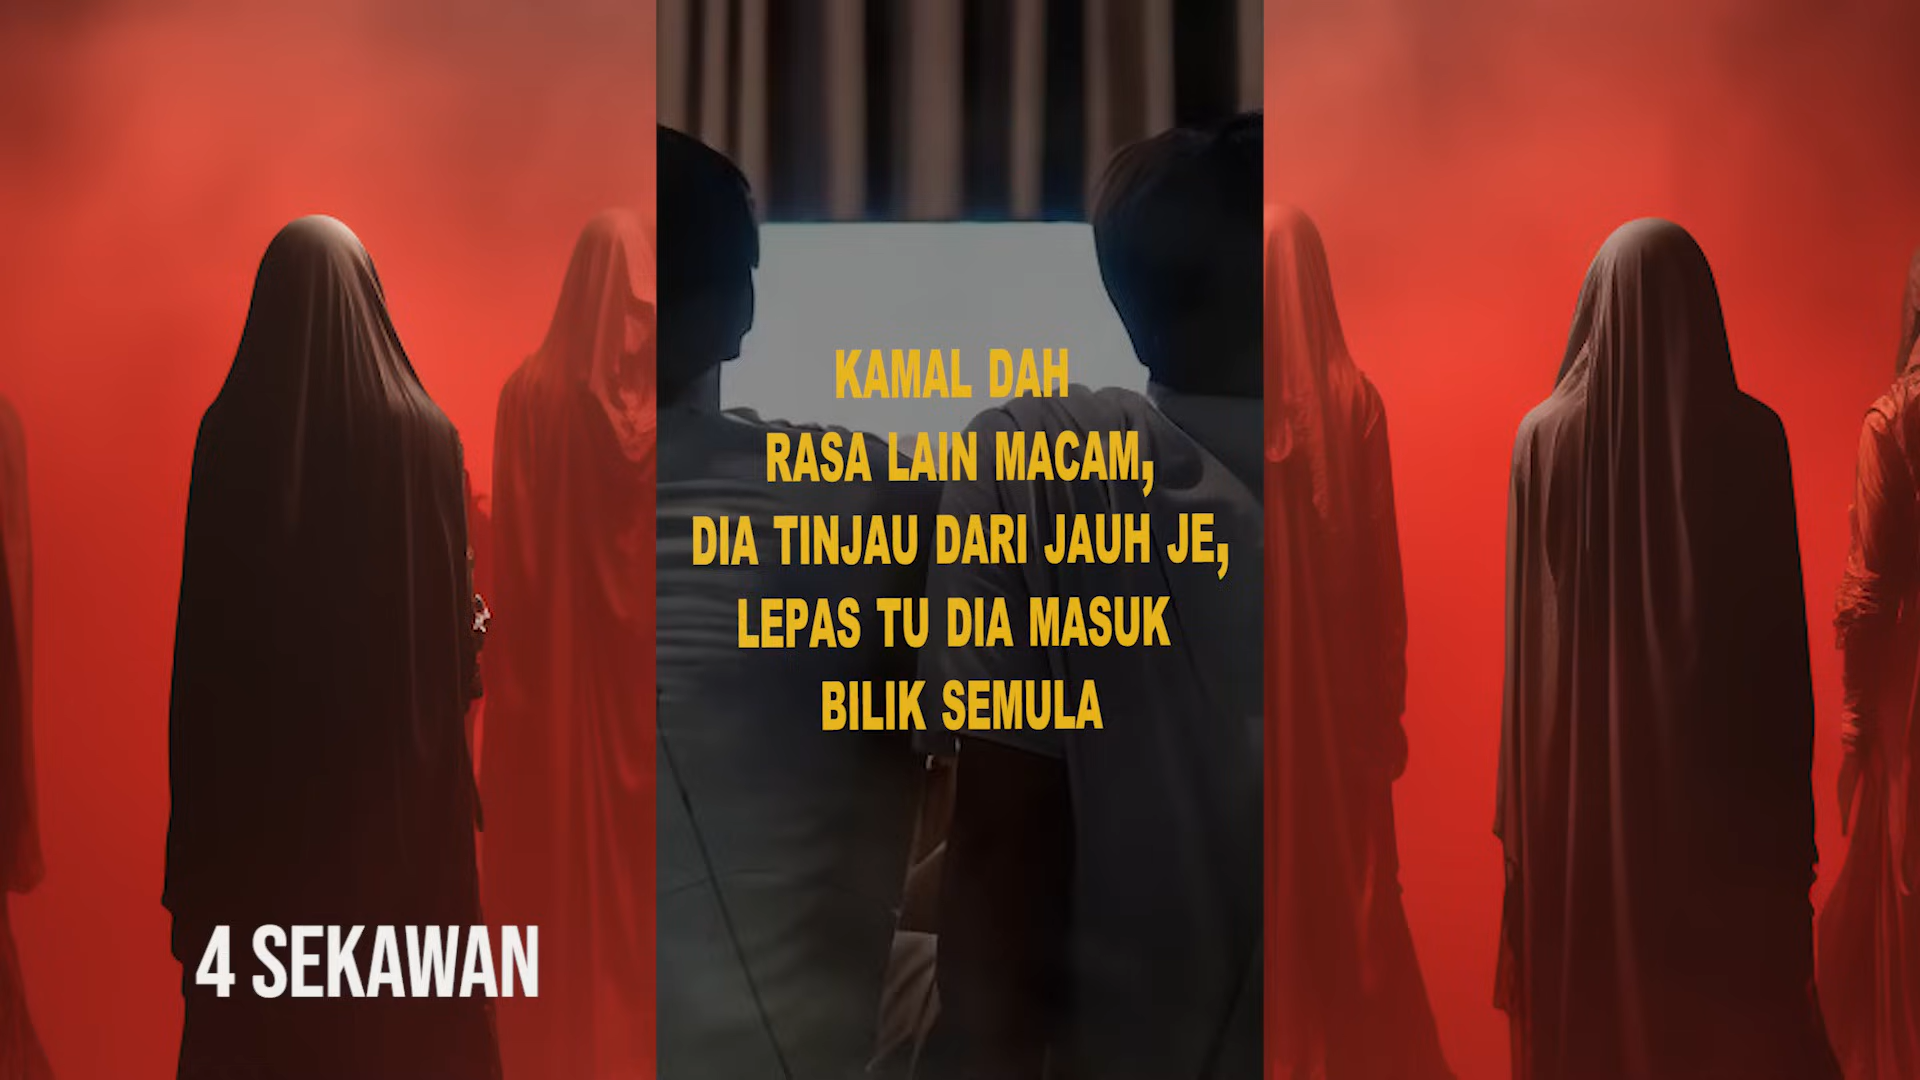 KAMAL DAH
RASA LAIN MACAM,
DIA TINJAU DARI JAUH JE,
LEPAS TU DIA MASUK
BILIK SEMULA
4 SEKAWAN